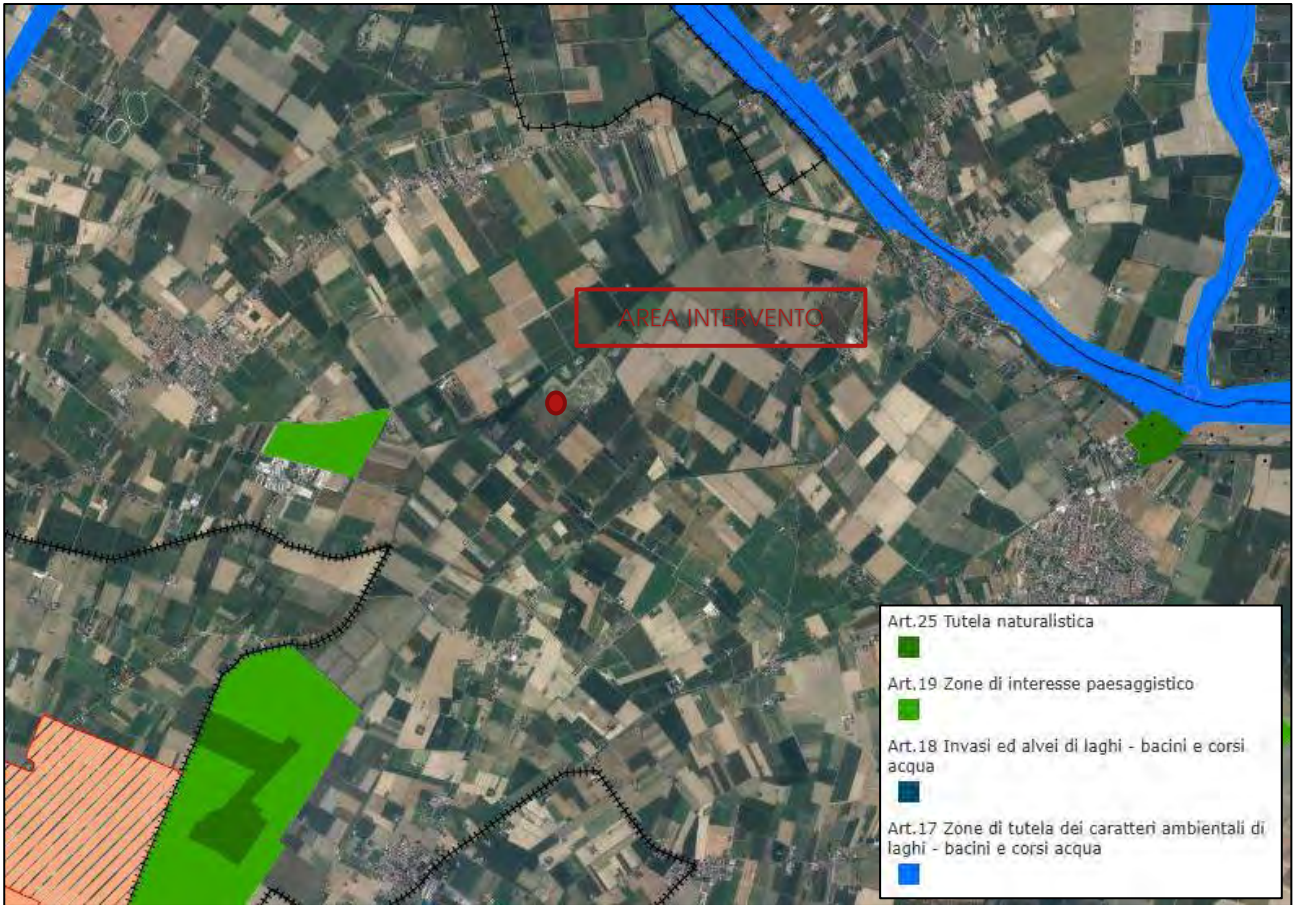 AREA INTERVENTO
Art.25 Tutela naturalistica
Art.19 Zone di interesse paesaggistico
Art.18 Invasi ed alvei di laghi - bacini e corsi
acqua
Art.17 Zone di tutela dei caratteri ambientali di
laghi - bacini e corsi acqua